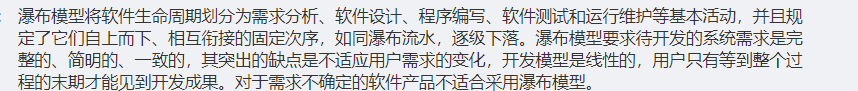 瀑布模型将软件生命周期划分为需求分析、软件设计、程序编写、软件测试和运行维护等基本活动，并且规
定了它们自上而下、相互衔接的固定次序，如同瀑布流水，逐级下落。瀑布模型要求待开发的系统需求是完
整的、简明的、一致的，其突出的缺点是不适应用户需求的变化，开发模型是线性的，用户只有等到整个过
程的末期才能见到开发成果。对于需求不确定的软件产品不适合采用瀑布模型。